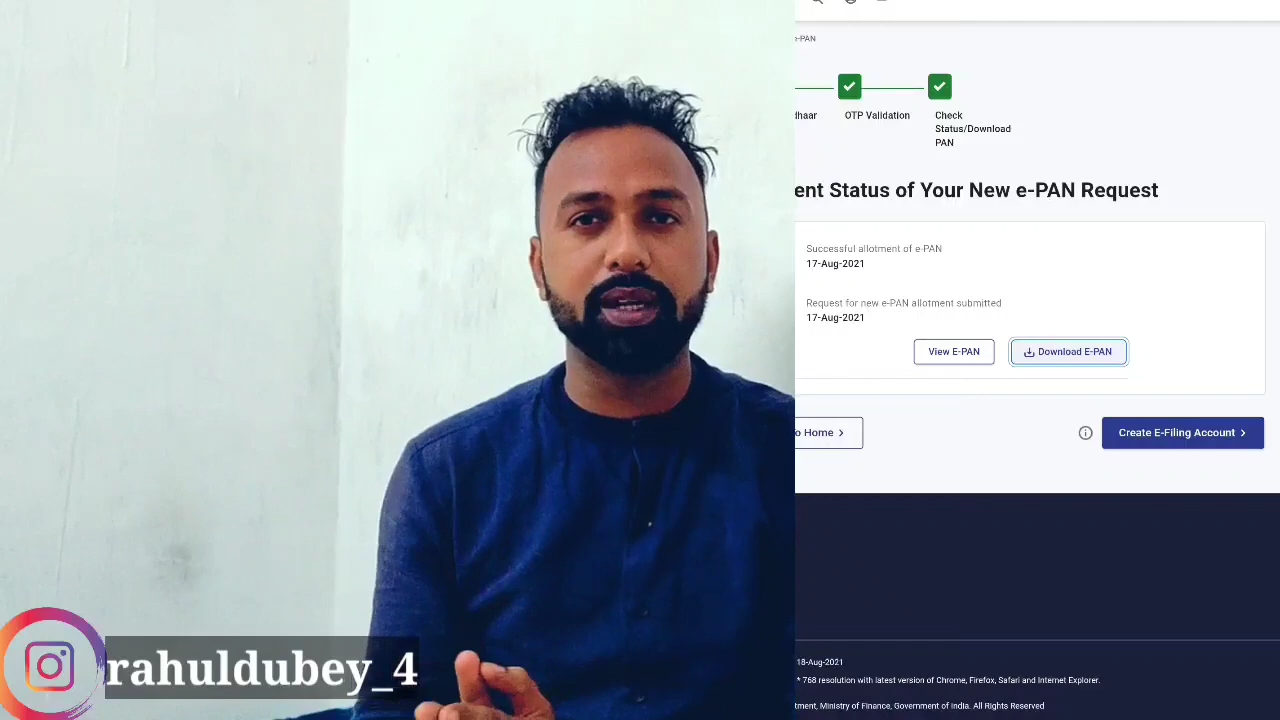 e-PAN
dhaar
OTP Validation
Check
Status/Download
PAN
ent Status of Your New e-PAN Request
Successful allotment of e-PAN
17-Aug-2021
Request for new e-PAN allotment submitted
17-Aug-2021
View E-PAN
Download E-PAN
o Home
Create E-Filing Account
rahuldubey_4
18-Aug-2021
* 768 resolution with latest version of Chrome, Firefox, Safari and Internet Explorer.
tment, Ministry of Finance, Government of India. All Rights Reserved